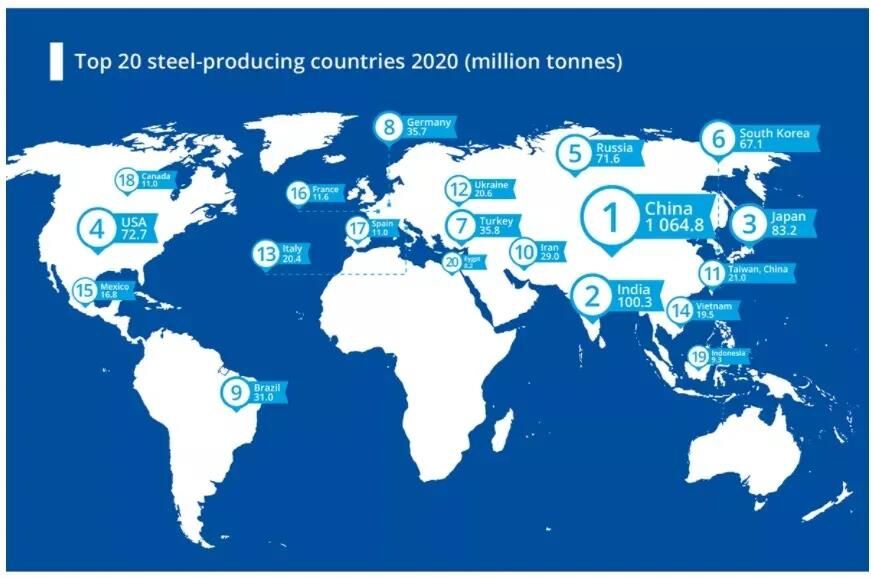 Top 20 steel-producing countries 2020 (million tonnes)
8 Germany
35.7
6 South Korea
67.1
5 Russia
71.6
18 Canada
11.0
16 France
11.6
12 Ukraine
20.6
1 China
1 064.8
4 USA
72.7
17 Spain
11.0
7 Turkey
35.8
3 Japan
83.2
13 Italy
20.4
10 Iran
29.0
20 Eygpt
8.2
11 Taiwan, China
21.0
15 Mexico
16.8
2 India
100.3
14 Vietnam
19.5
19 Indonesia
9.3
9 Brazil
31.0